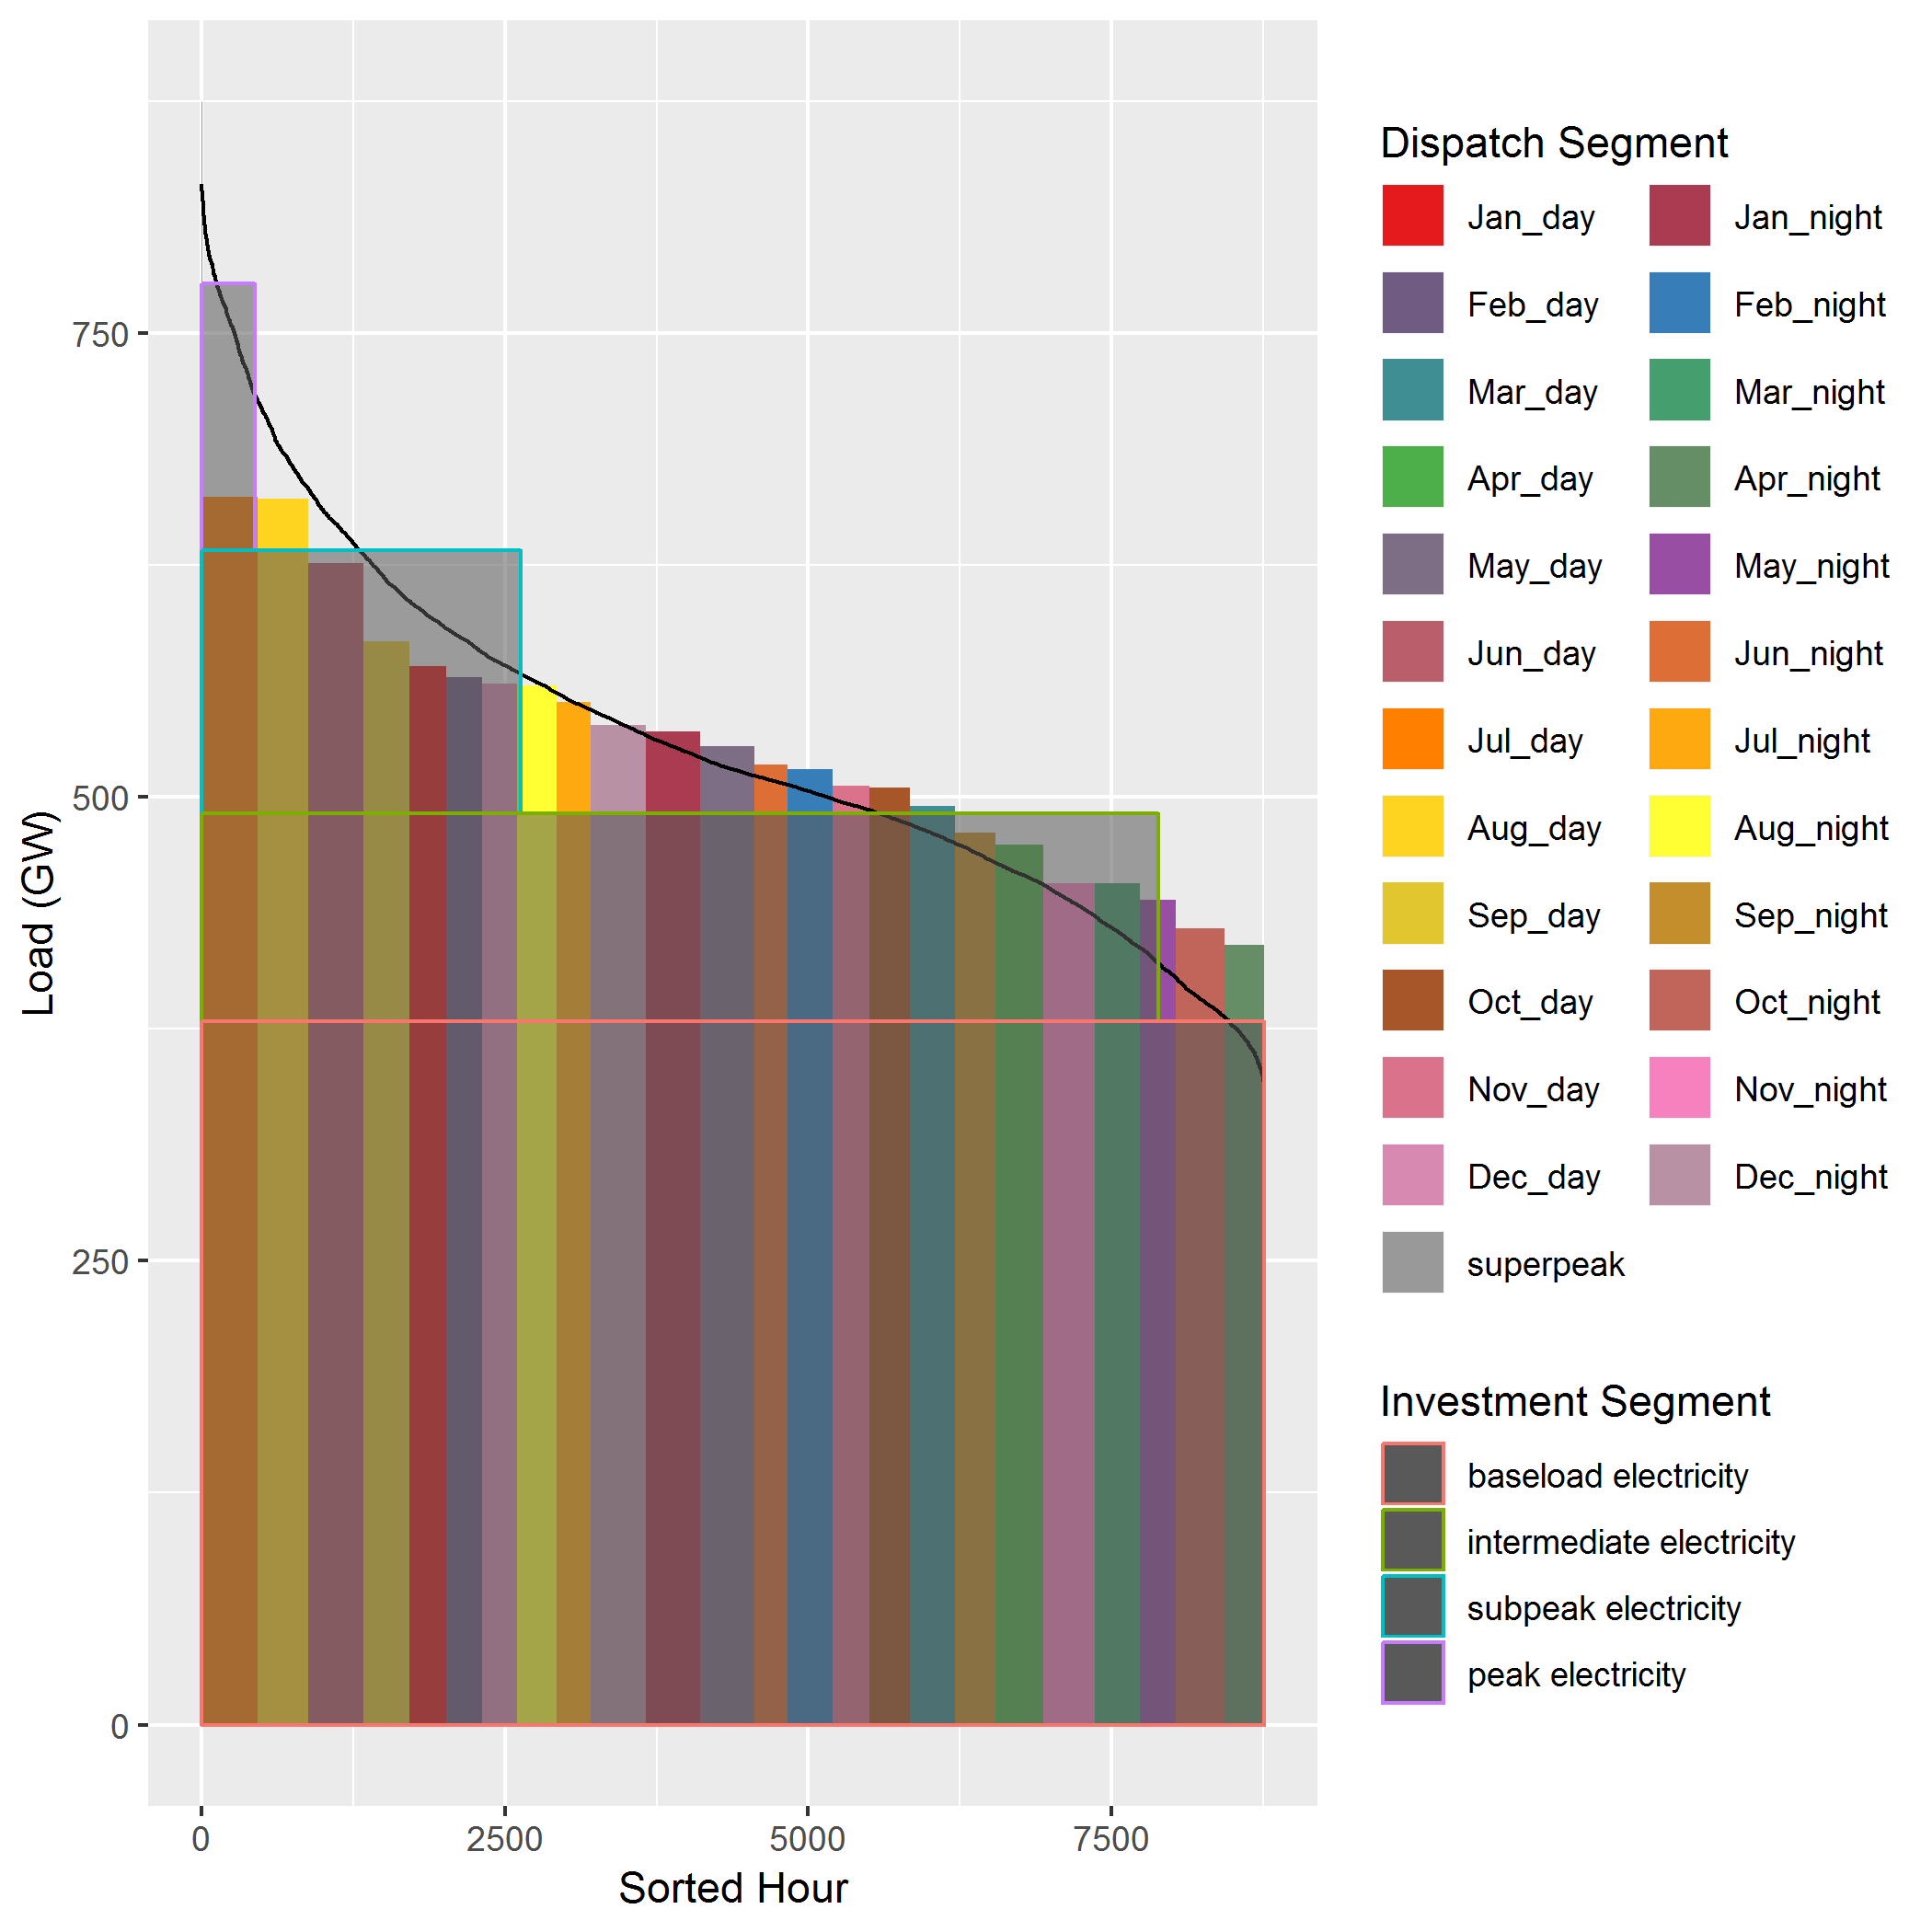 Load (GW)
750
500
250
0
0 2500 5000 7500
Sorted Hour
Dispatch Segment
Jan_day Jan_night
Feb_day Feb_night
Mar_day Mar_night
Apr_day Apr_night
May_day May_night
Jun_day Jun_night
Jul_day Jul_night
Aug_day Aug_night
Sep_day Sep_night
Oct_day Oct_night
Nov_day Nov_night
Dec_day Dec_night
superpeak
Investment Segment
baseload electricity
intermediate electricity
subpeak electricity
peak electricity